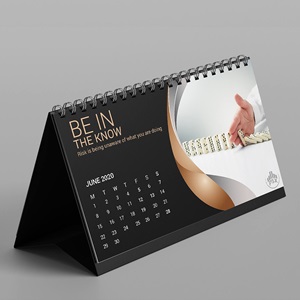 BE IN
THE KNOW
Risk is being unaware of what you are doing
JUNE 2020
M T W T F S S
1 2 3 4 5 6 7
8 9 10 11 12 13 14
15 16 17 18 19 20 21
22 23 24 25 26 27 28
29 30